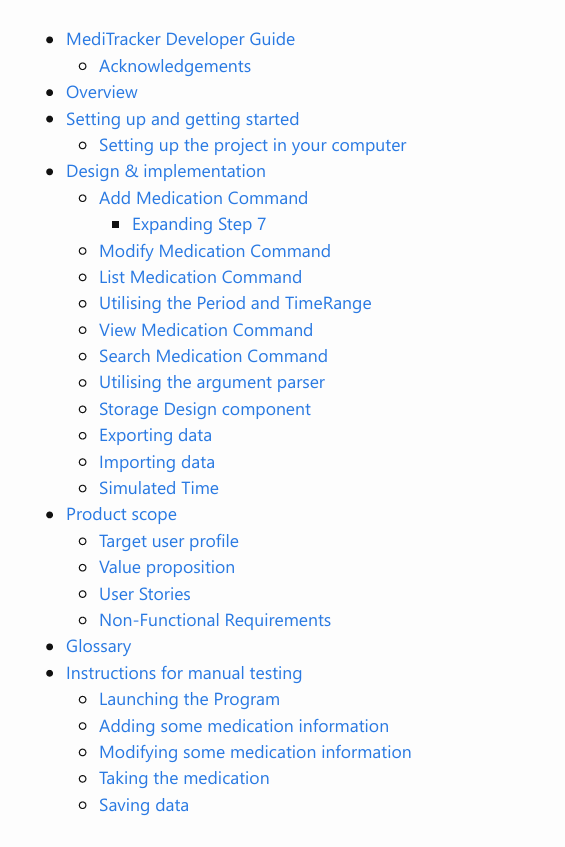 MediTracker Developer Guide
Acknowledgements
Overview
Setting up and getting started
Setting up the project in your computer
Design & implementation
Add Medication Command
Expanding Step 7
Modify Medication Command
List Medication Command
Utilising the Period and TimeRange
View Medication Command
Search Medication Command
Utilising the argument parser
Storage Design component
Exporting data
Importing data
Simulated Time
Product scope
Target user profile
Value proposition
User Stories
Non-Functional Requirements
Glossary
Instructions for manual testing
Launching the Program
Adding some medication information
Modifying some medication information
Taking the medication
Saving data